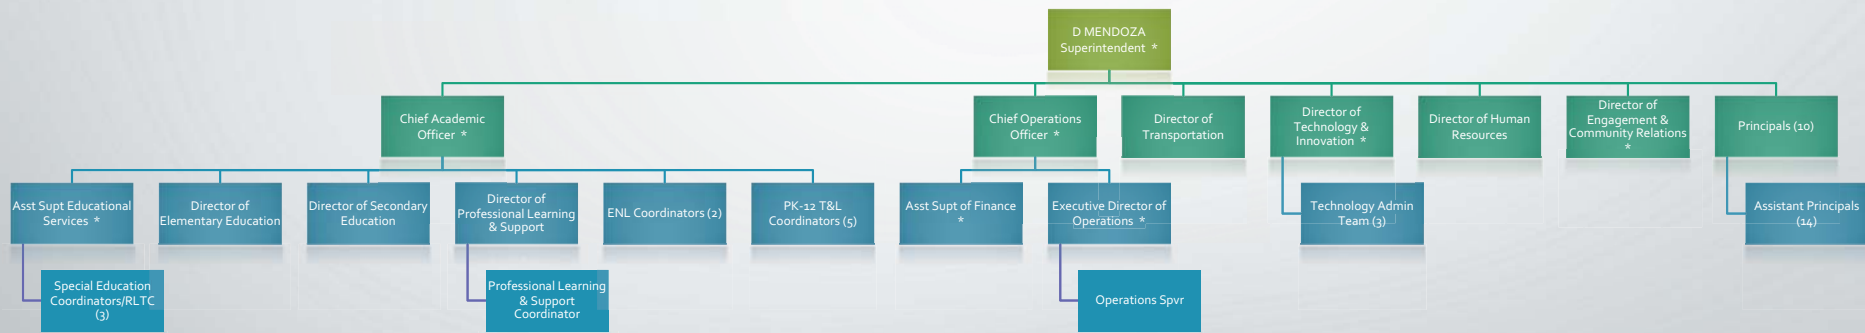 D MENDOZA
Superintendent *
Chief Academic
Officer *
Chief Operations
Officer *
Director of
Transportation
Director of
Technology &
Innovation *
Director of Human
Resources
Director of
Engagement &
Community Relations
*
Principals (10)
Asst Supt Educational
Services *
Director of
Elementary Education
Director of Secondary
Education
Director of
Professional Learning
& Support
ENL Coordinators (2)
PK-12 T&L
Coordinators (5)
Asst Supt of Finance
*
Executive Director of
Operations *
Technology Admin
Team (3)
Assistant Principals
(14)
Special Education
Coordinators/RLTC
(3)
Professional Learning
& Support
Coordinator
Operations Spvr